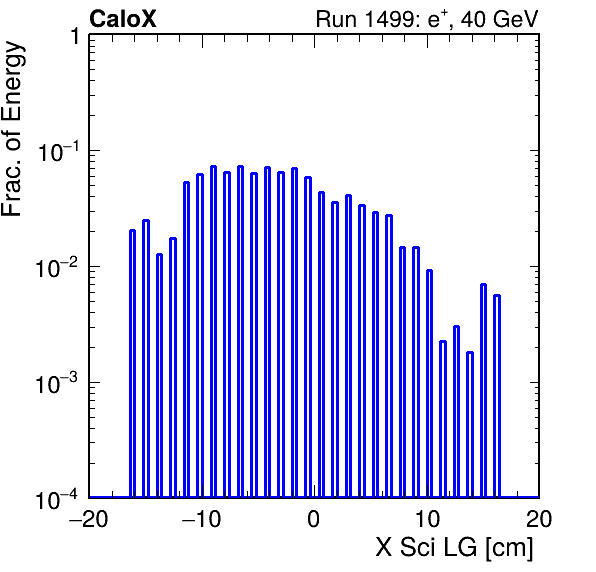 CaloX
Run 1499: e⁺, 40 GeV
Frac. of Energy
1
10⁻¹
10⁻²
10⁻³
10⁻⁴
−20
−10
0
10
20
X Sci LG [cm]